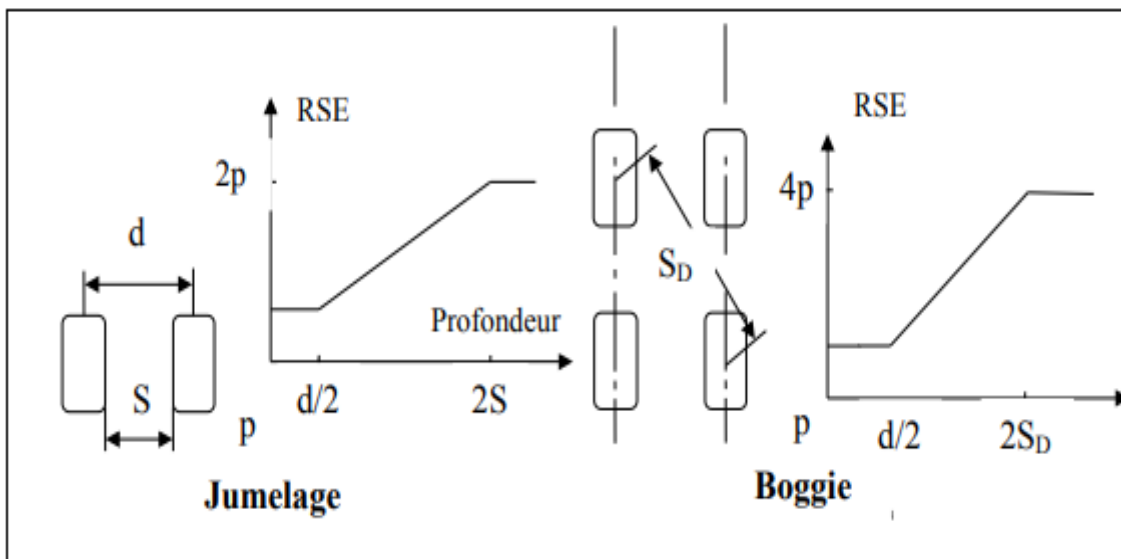 RSE
2p
d
S
p
d/2
2S
Profondeur
Jumelage
RSE
4p
S_D
p
d/2
2S_D
Boggie